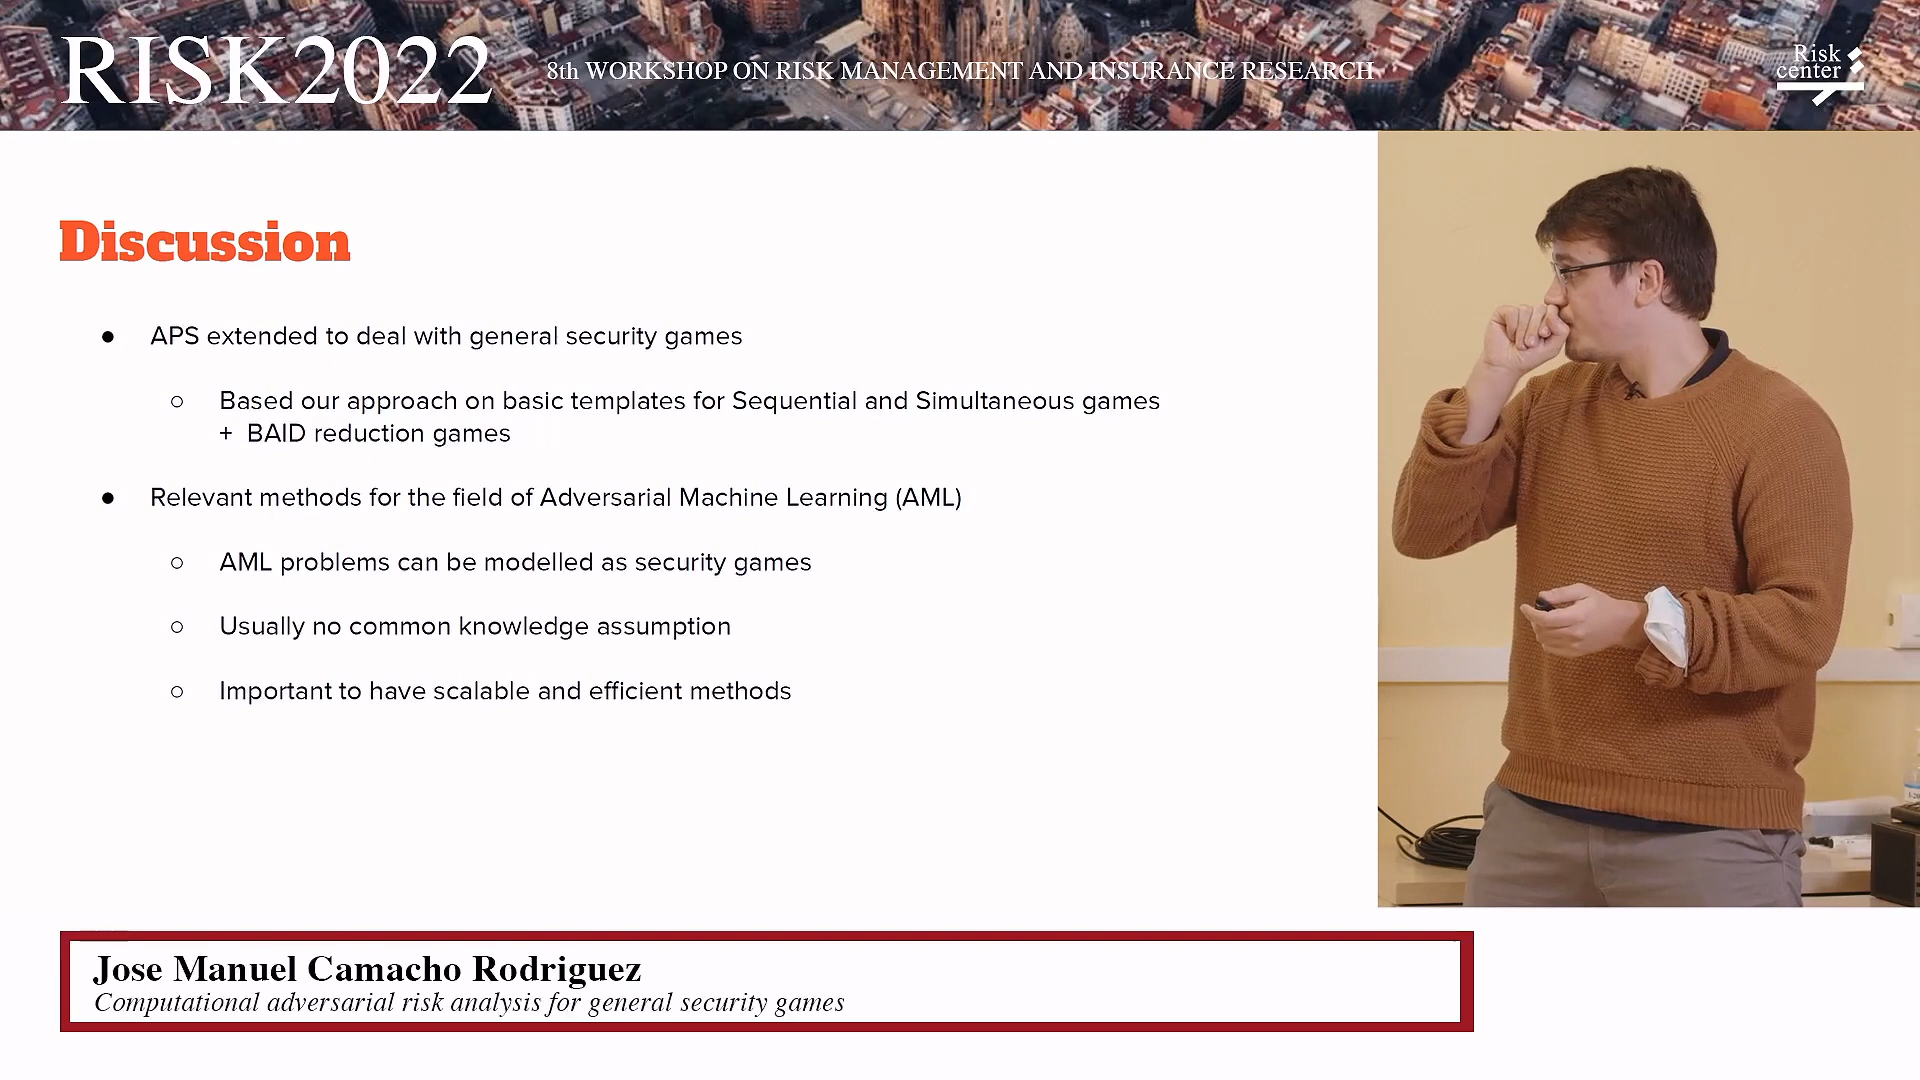 RISK2022
8th WORKSHOP ON RISK MANAGEMENT AND INSURANCE RESEARCH
Risk
center
Discussion
● APS extended to deal with general security games
○ Based our approach on basic templates for Sequential and Simultaneous games
+ BAID reduction games
● Relevant methods for the field of Adversarial Machine Learning (AML)
○ AML problems can be modelled as security games
○ Usually no common knowledge assumption
○ Important to have scalable and efficient methods
Jose Manuel Camacho Rodriguez
Computational adversarial risk analysis for general security games